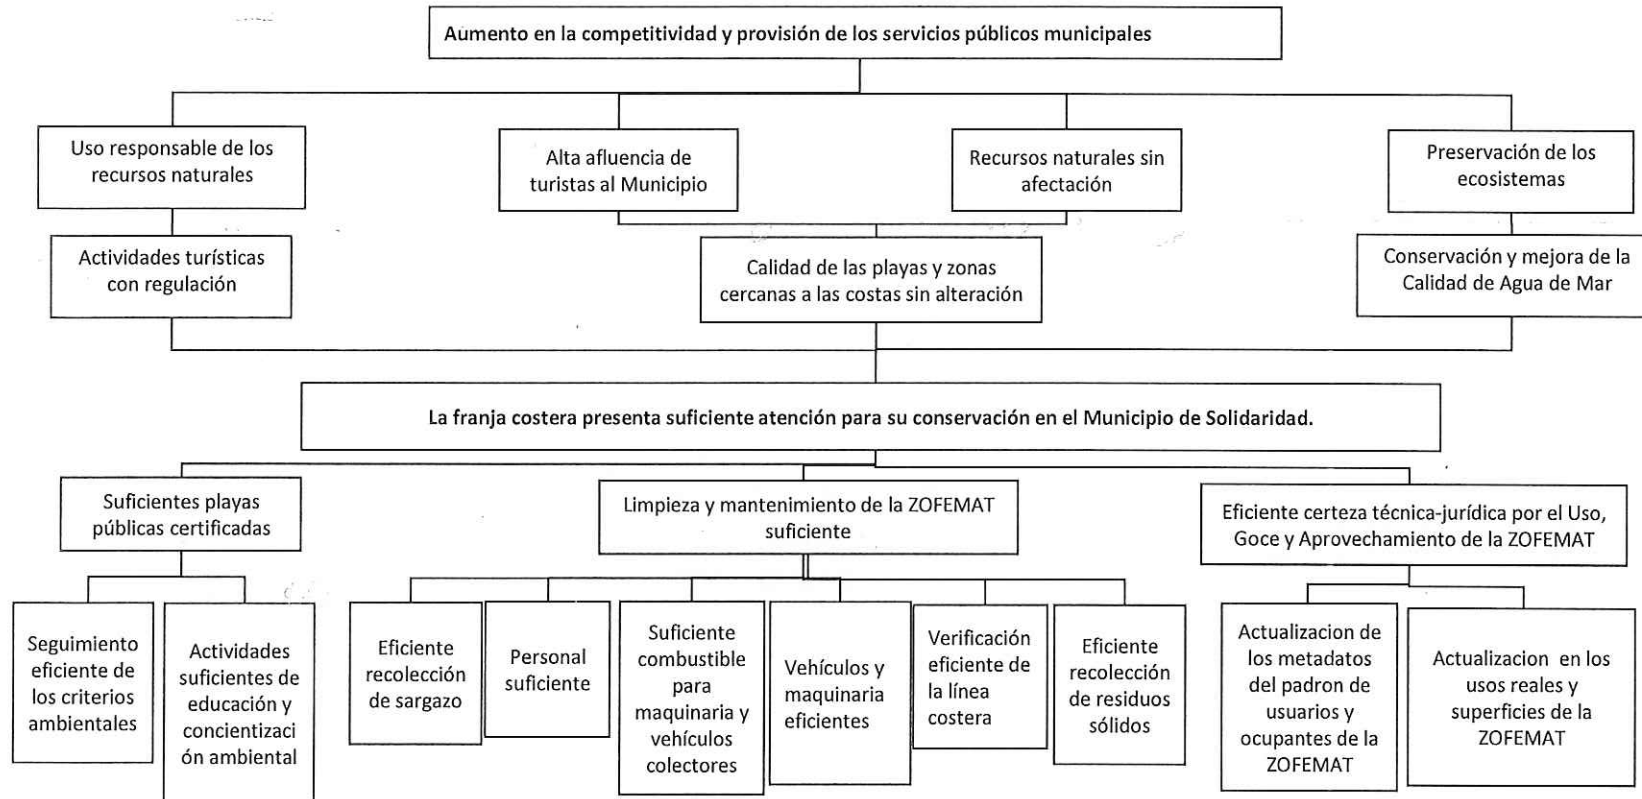 Aumento en la competitividad y provisión de los servicios públicos municipales
Uso responsable de los
recursos naturales
Alta afluencia de
turistas al Municipio
Recursos naturales sin
afectación
Preservación de los
ecosistemas
Actividades turísticas
con regulación
Calidad de las playas y zonas
cercanas a las costas sin alteración
Conservación y mejora de la
Calidad de Agua de Mar
La franja costera presenta suficiente atención para su conservación en el Municipio de Solidaridad.
Suficientes playas
públicas certificadas
Limpieza y mantenimiento de la ZOFEMAT
suficiente
Eficiente certeza técnica-jurídica por el Uso,
Goce y Aprovechamiento de la ZOFEMAT
Seguimiento
eficiente de
los criterios
ambientales
Actividades
suficientes de
educación y
concientizaci
ón ambiental
Eficiente
recolección
de sargazo
Personal
suficiente
Suficiente
combustible
para
maquinaria y
vehículos
colectores
Vehículos y
maquinaria
eficientes
Verificación
eficiente de
la línea
costera
Eficiente
recolección
de residuos
sólidos
Actualizacion de
los metadatos
del padron de
usuarios y
ocupantes de la
ZOFEMAT
Actualizacion en los
usos reales y
superficies de la
ZOFEMAT